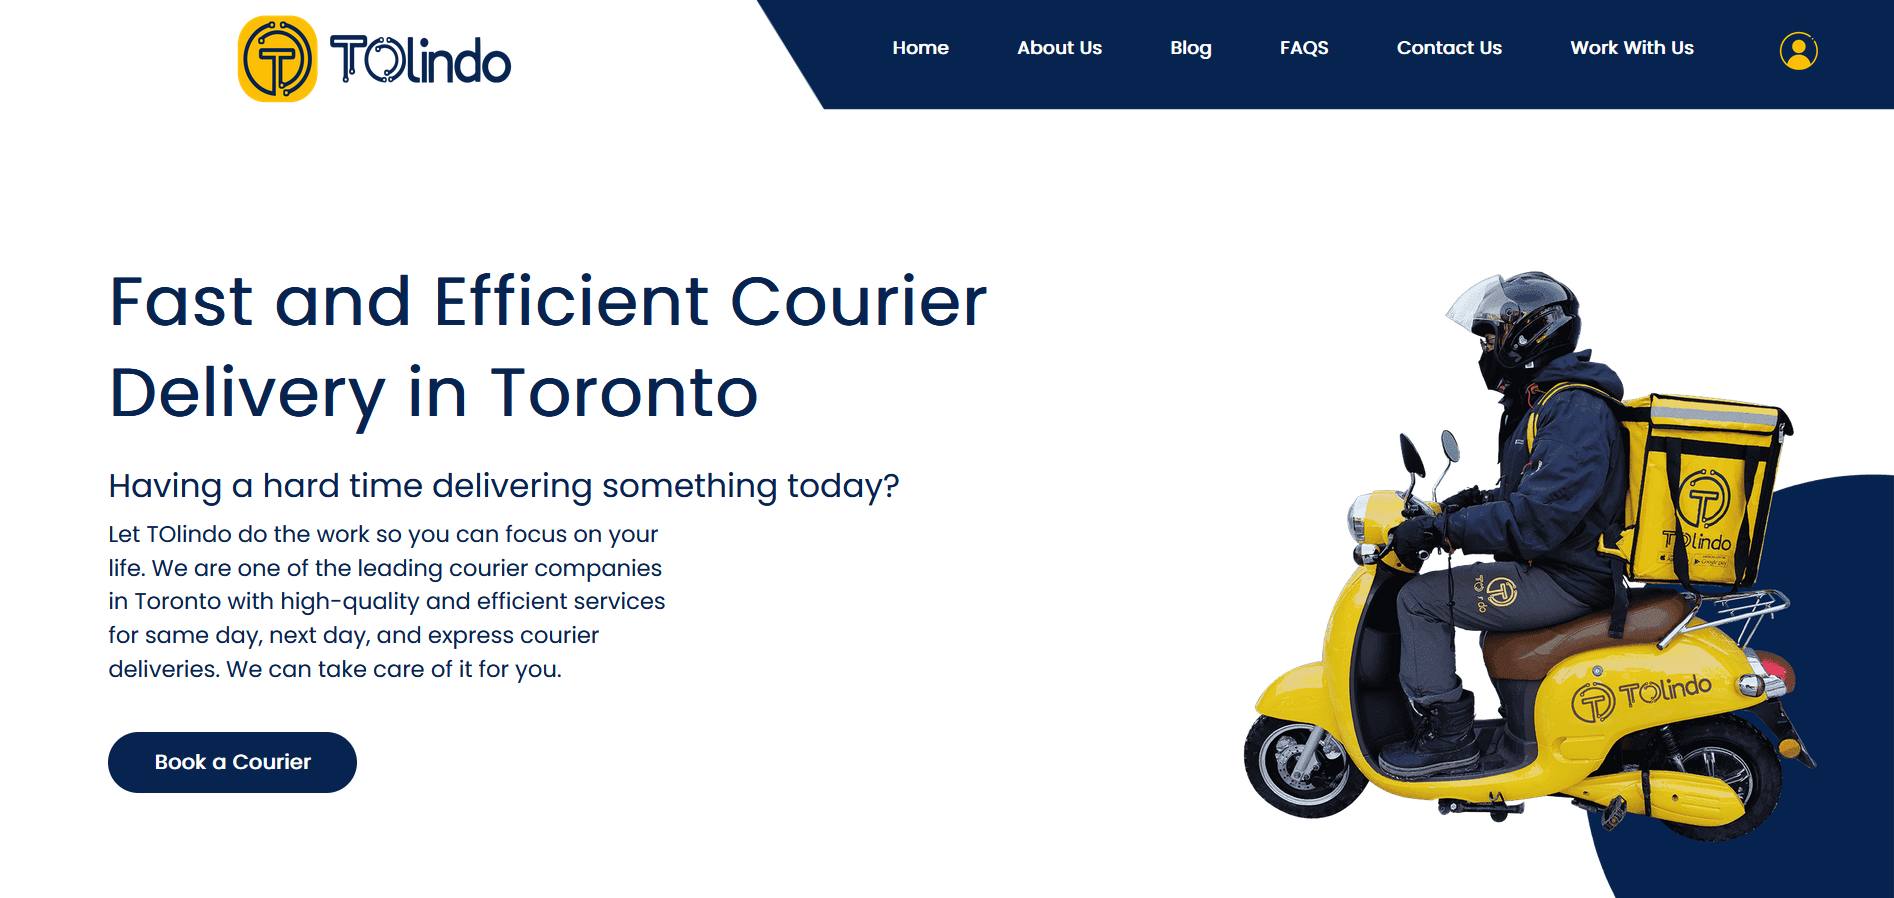 TOlindo
Home
About Us
Blog
FAQS
Contact Us
Work With Us
Fast and Efficient Courier
Delivery in Toronto
Having a hard time delivering something today?
Let TOlindo do the work so you can focus on your
life. We are one of the leading courier companies
in Toronto with high-quality and efficient services
for same day, next day, and express courier
deliveries. We can take care of it for you.
Book a Courier
TOlindo
Google play
TOlindo